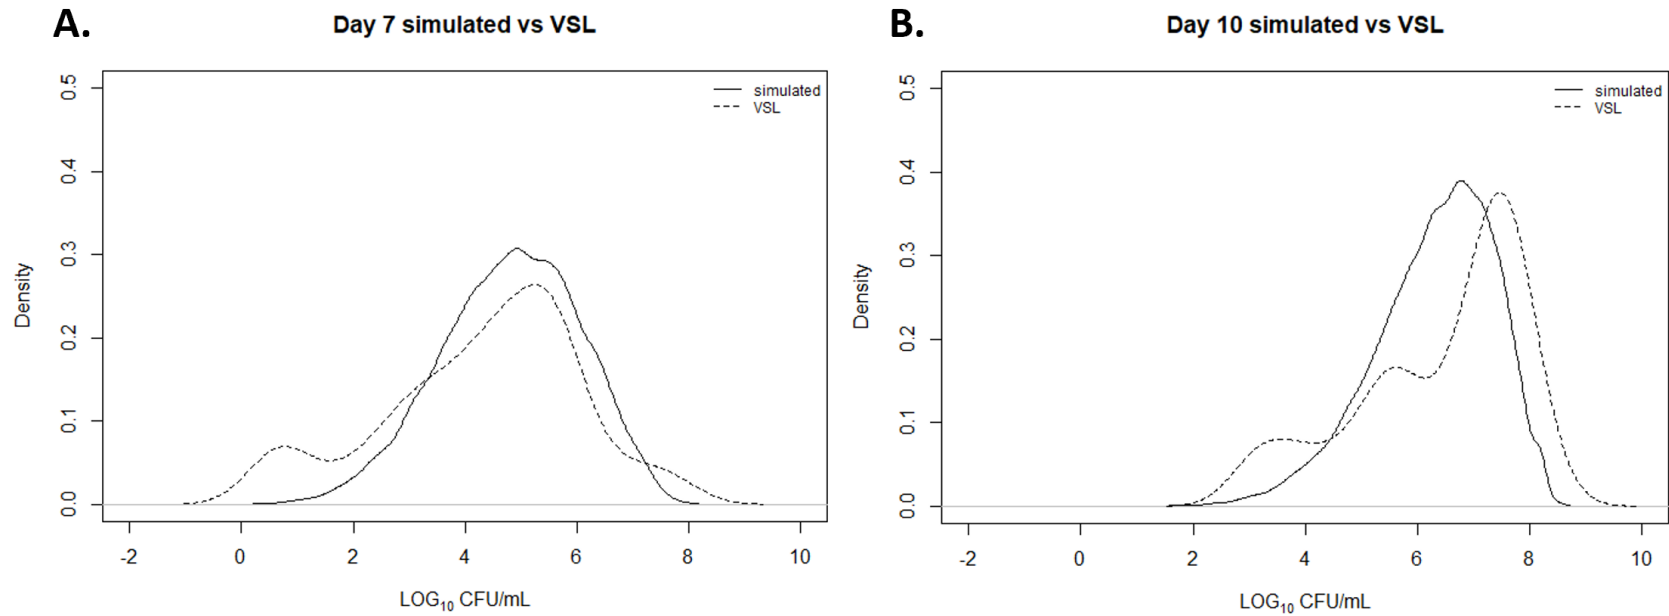 A.
Day 7 simulated vs VSL
simulated
VSL
0.5
0.4
0.3
0.2
0.1
0.0
Density
-2 0 2 4 6 8 10
LOG10 CFU/mL
B.
Day 10 simulated vs VSL
simulated
VSL
0.5
0.4
0.3
0.2
0.1
0.0
Density
-2 0 2 4 6 8 10
LOG10 CFU/mL